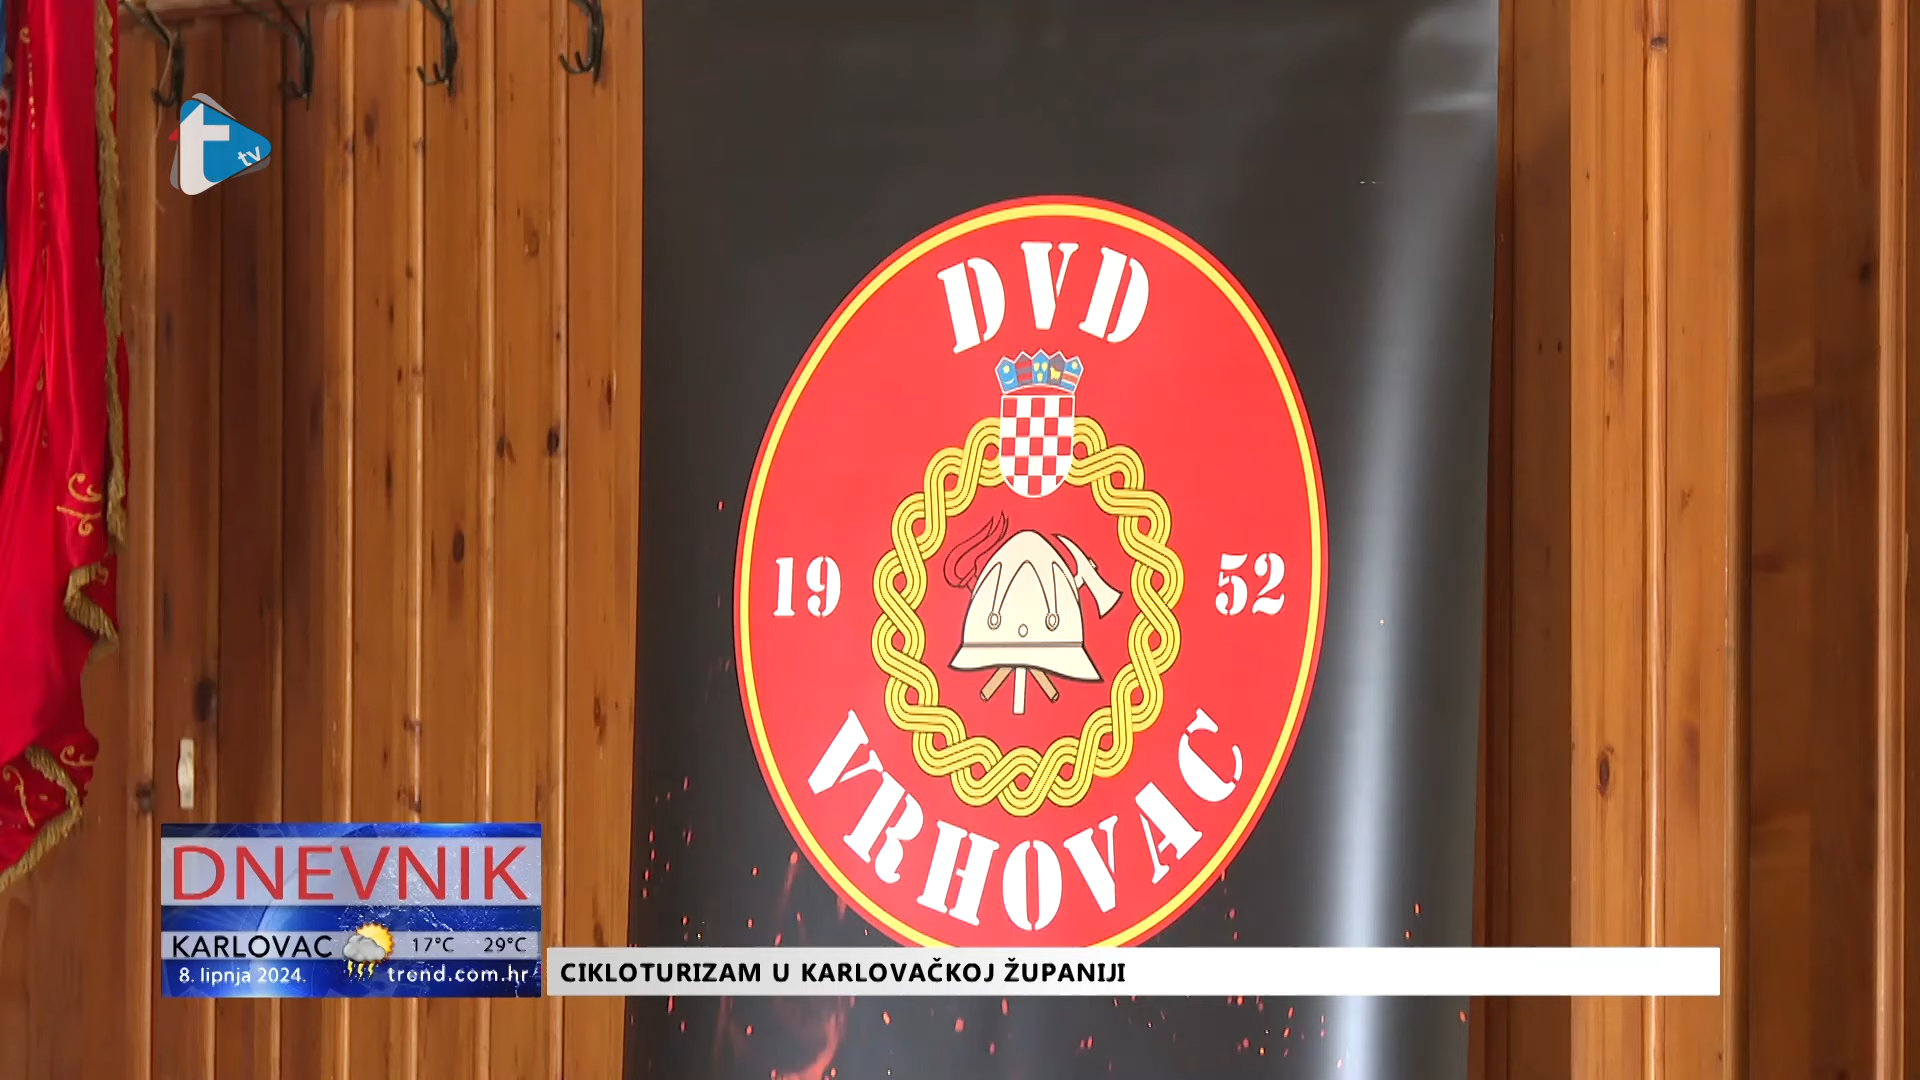 t tv
DVD
19 52
VRHOVAC
DNEVNIK
KARLOVAC 17°C 29°C
8. lipnja 2024. trend.com.hr
CIKLOTURIZAM U KARLOVAČKOJ ŽUPANIJI